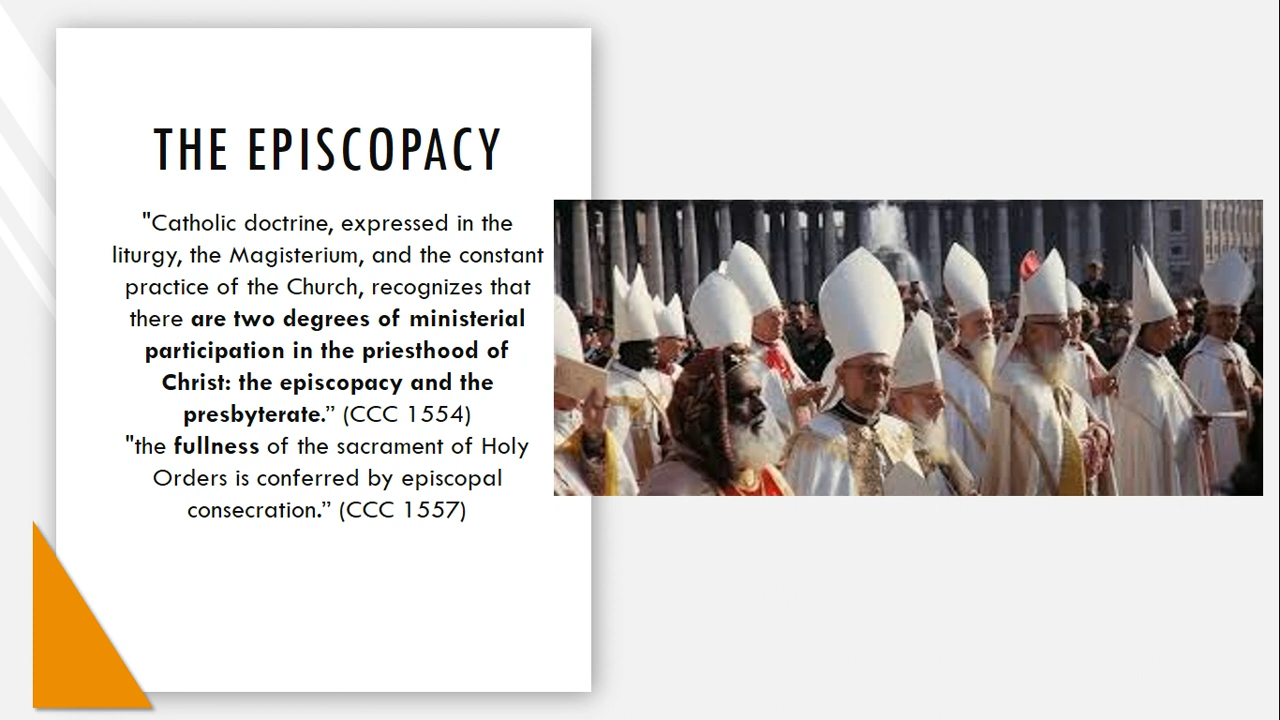 THE EPISCOPACY
"Catholic doctrine, expressed in the
liturgy, the Magisterium, and the constant
practice of the Church, recognizes that
there are two degrees of ministerial
participation in the priesthood of
Christ: the episcopacy and the
presbyterate.” (CCC 1554)
"the fullness of the sacrament of Holy
Orders is conferred by episcopal
consecration.” (CCC 1557)